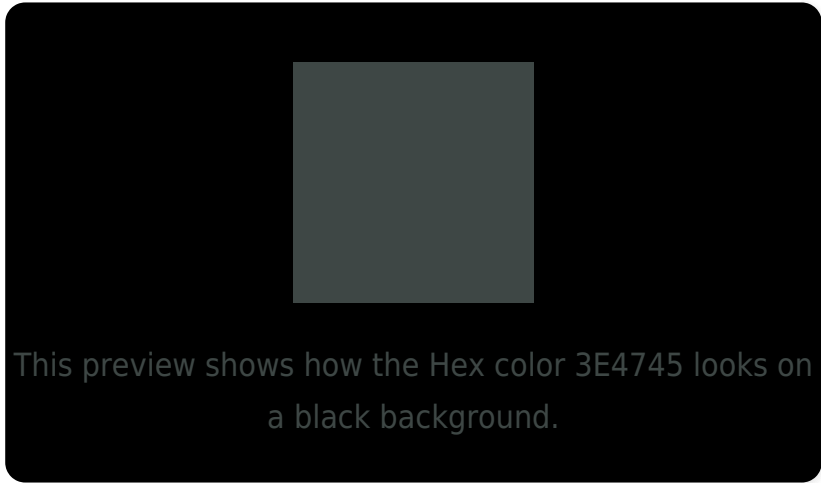 This preview shows how the Hex color 3E4745 looks on
a black background.